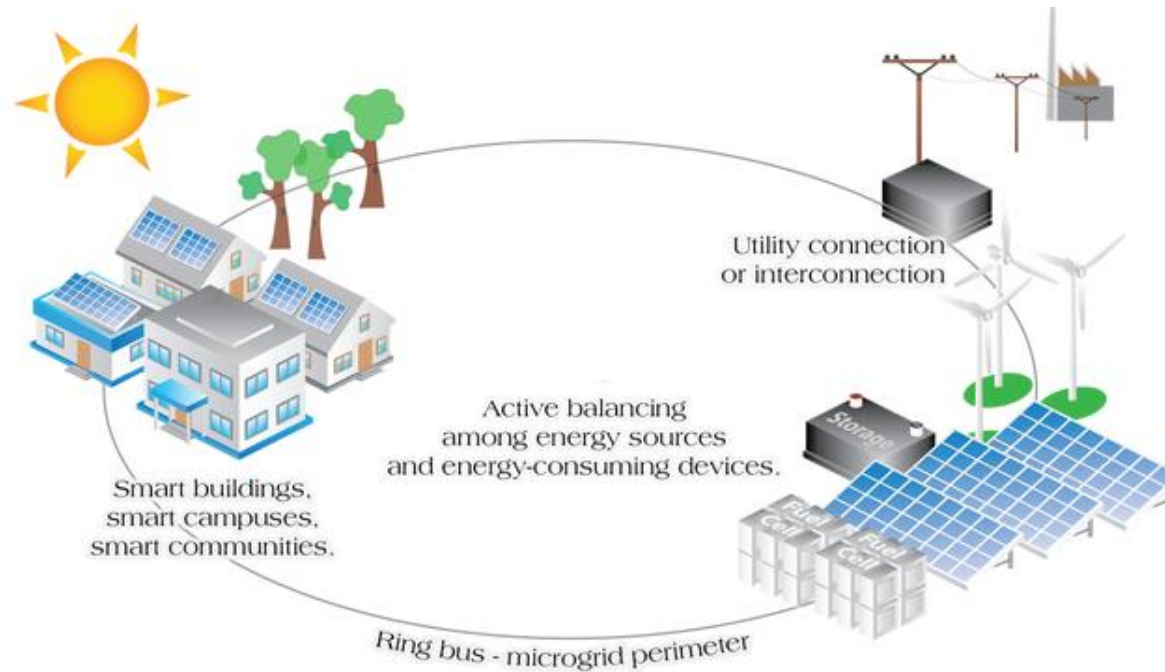 Utility connection
or interconnection
Active balancing
among energy sources
and energy-consuming devices.
Storage
Smart buildings,
smart campuses,
smart communities.
Fuel
Cell
Fuel
Cell
Ring bus - microgrid perimeter